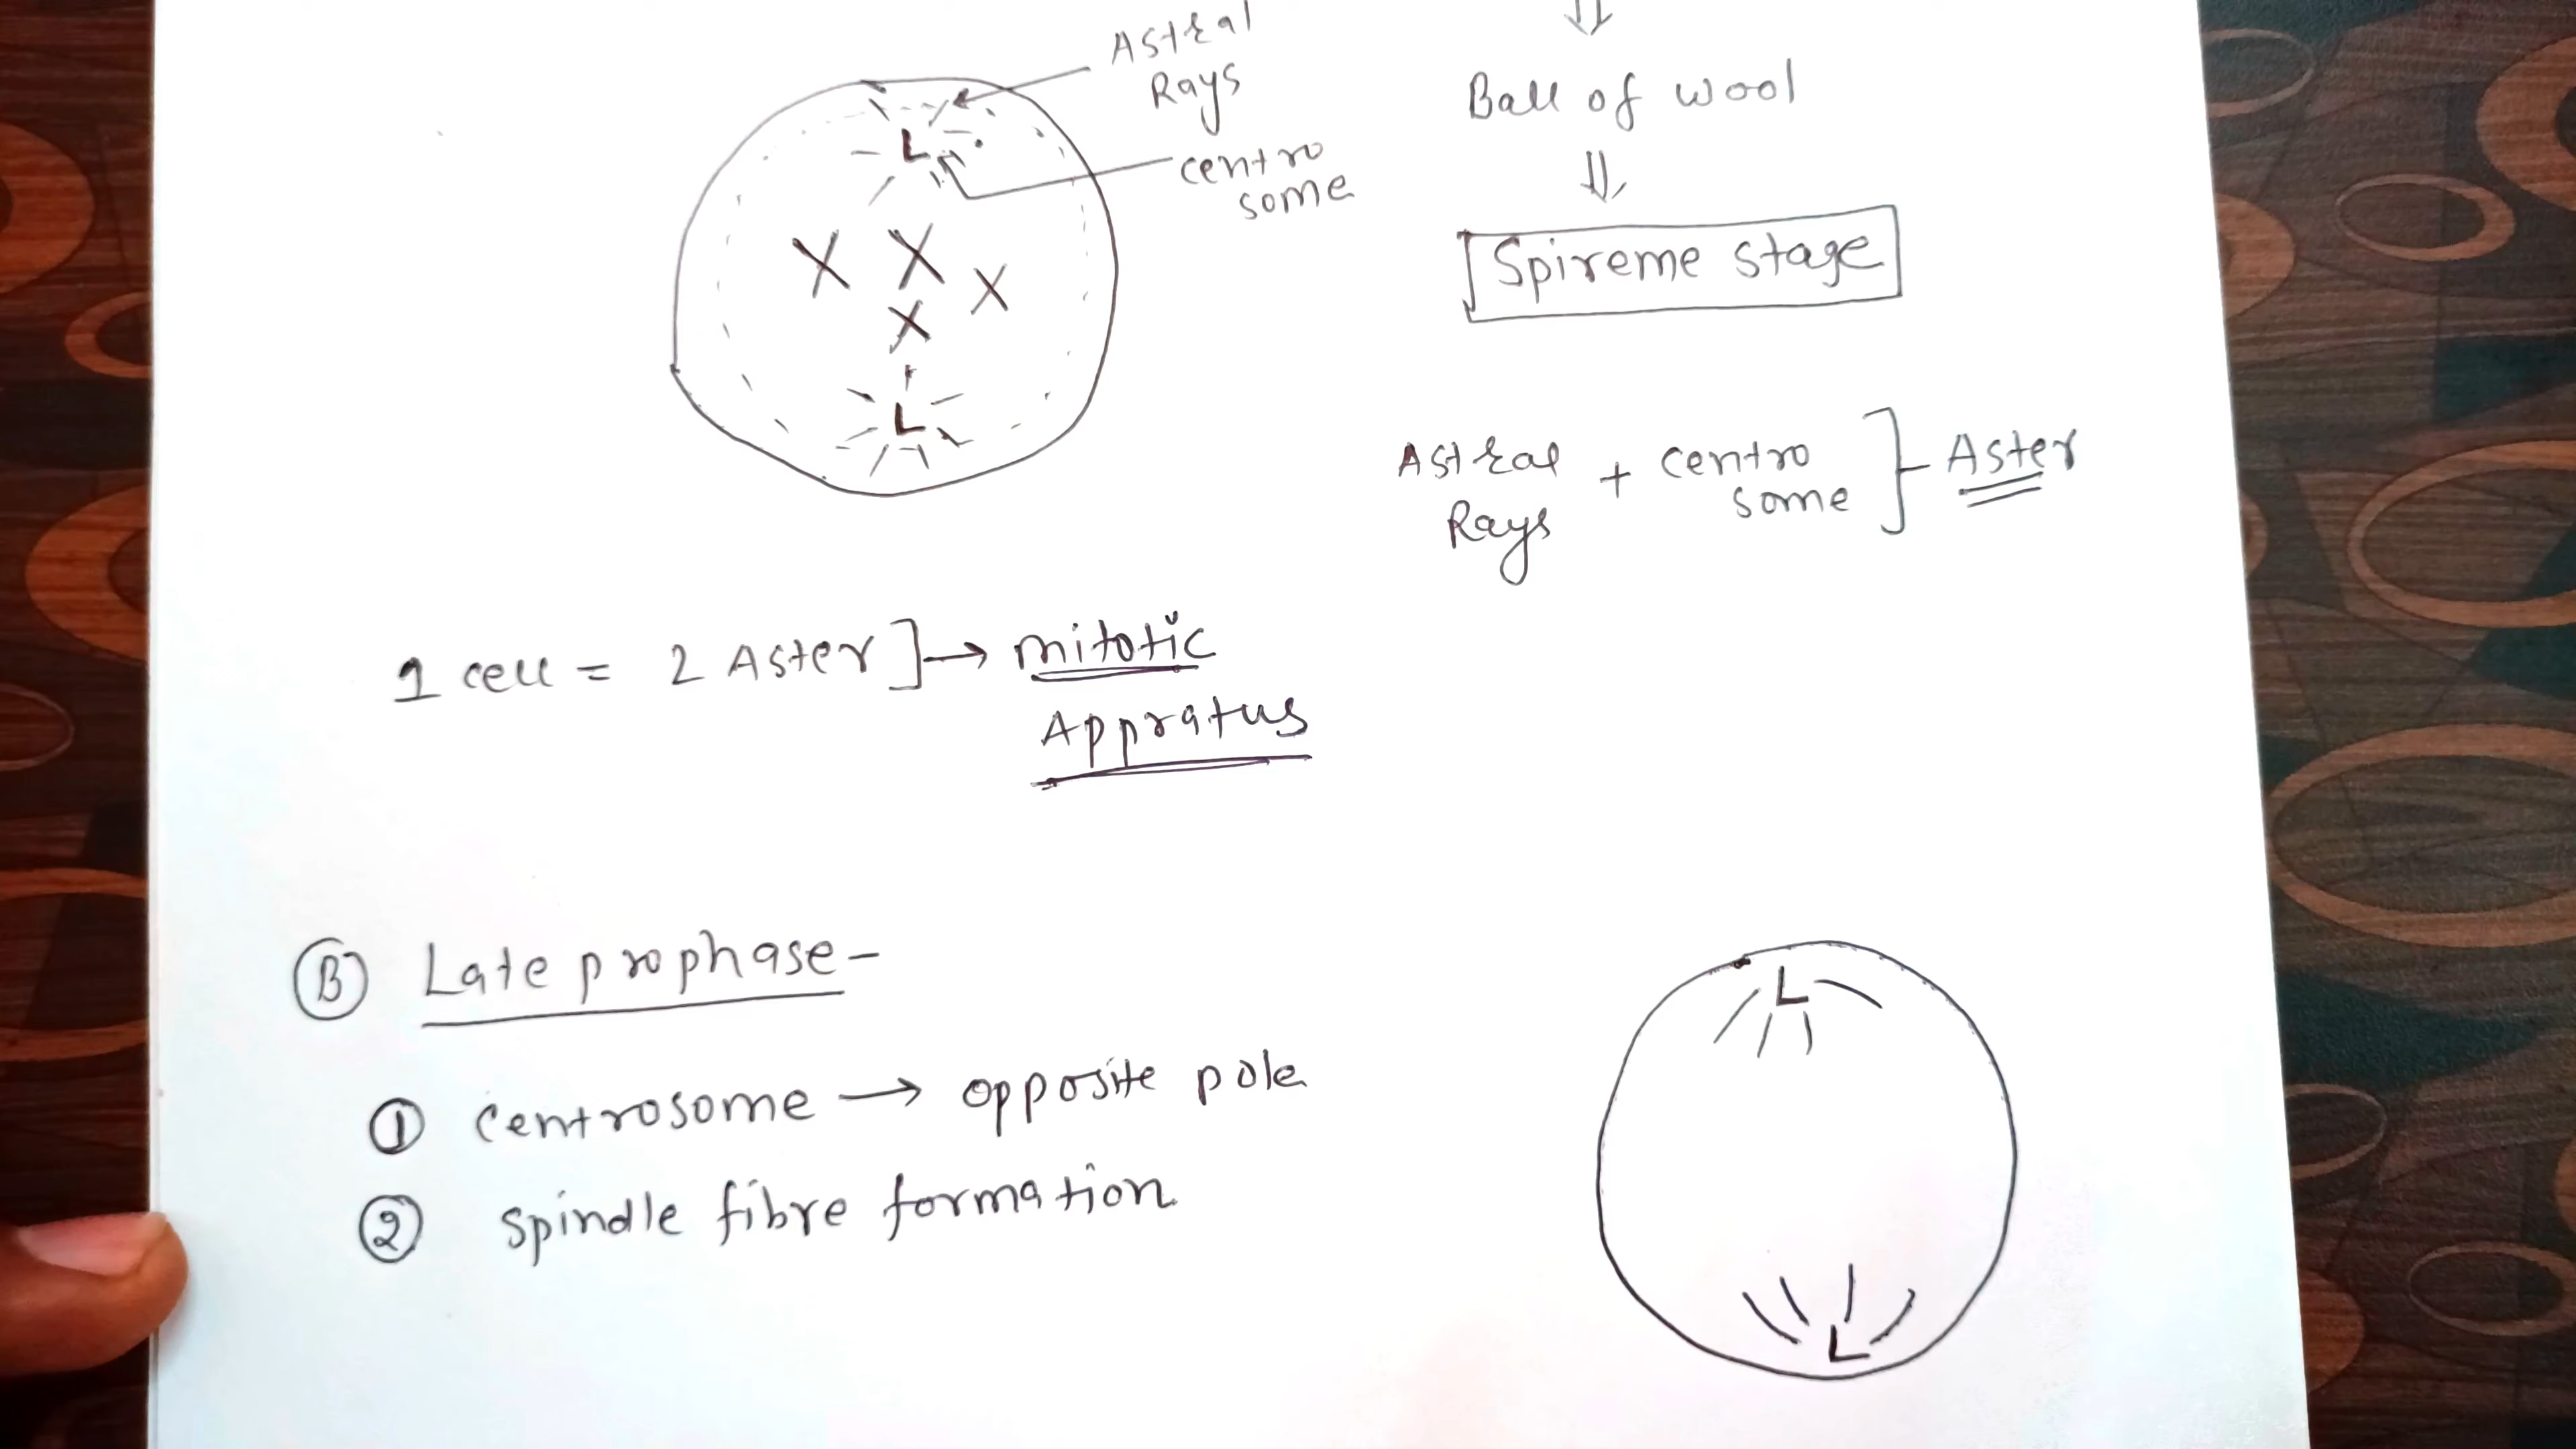 Astral
Rays
centro
some
Ball of wool
Spireme stage
Astral
Rays
+ centro
some
Aster
1 cell = 2 Aster ] → mitotic
Appratus
B Late prophase -
1 Centrosome → opposite pole
2 spindle fibre formation
L
L
L
L
X X X
X